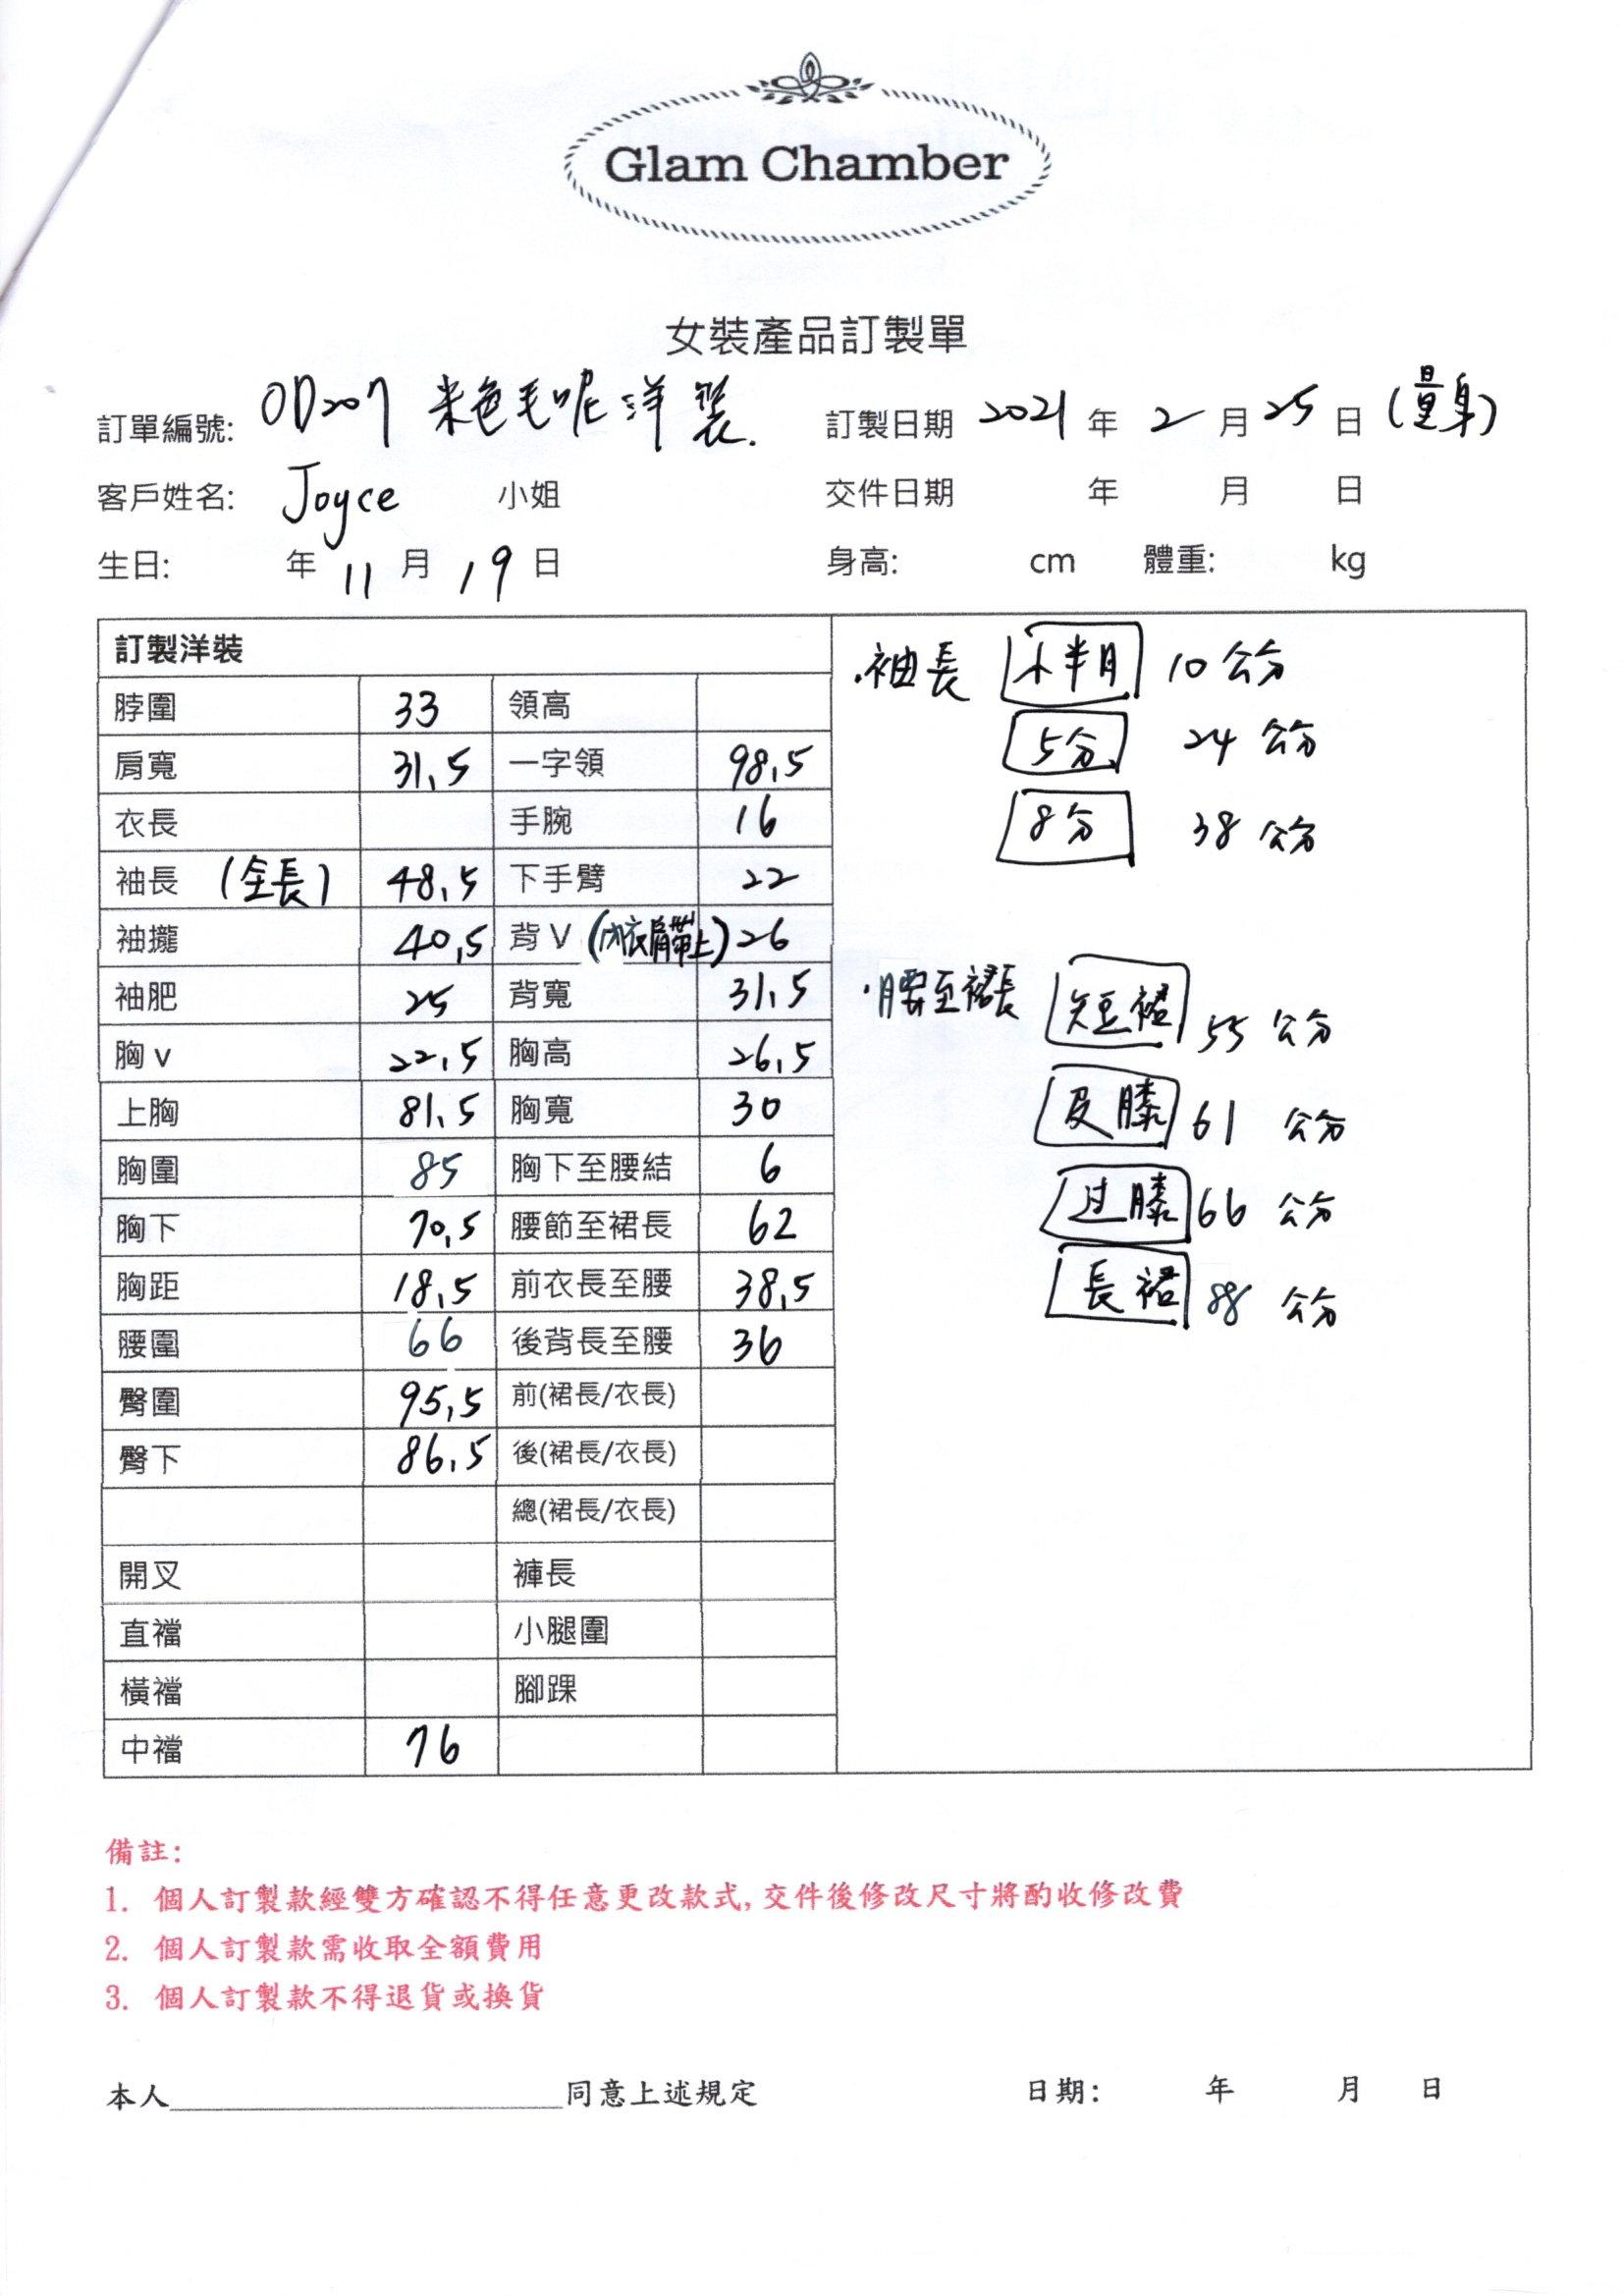 Glam Chamber
女裝產品訂製單
訂單編號: OD207 米色毛呢洋裝. 訂製日期 2021 年 2 月 25 日 (量身)
客戶姓名: Joyce 小姐 交件日期 年 月 日
生日: 年 11 月 19 日 身高: cm 體重: kg
訂製洋裝
脖圍 33 領高
肩寬 31.5 一字領 98.5
衣長 手腕 16
袖長 (全長) 48.5 下手臂 22
袖攏 40.5 背V (內衣肩帶上) 26
袖肥 25 背寬 31.5
胸v 22.5 胸高 26.5
上胸 81.5 胸寬 30
胸圍 85 胸下至腰結 6
胸下 70.5 腰節至裙長 62
胸距 18.5 前衣長至腰 38.5
腰圍 66 後背長至腰 36
臀圍 95.5 前(裙長/衣長)
臀下 86.5 後(裙長/衣長)
總(裙長/衣長)
開叉 褲長
直襠 小腿圍
橫襠 腳踝
中襠 76
·袖長 小半月 10 公分
5分 24 公分
8分 38 公分
·腰至裙長 短裙 55 公分
及膝 61 公分
过膝 66 公分
長裙 88 公分
備註:
1. 個人訂製款經雙方確認不得任意更改款式, 交件後修改尺寸將酌收修改費
2. 個人訂製款需收取全額費用
3. 個人訂製款不得退貨或換貨
本人________________同意上述規定 日期: 年 月 日